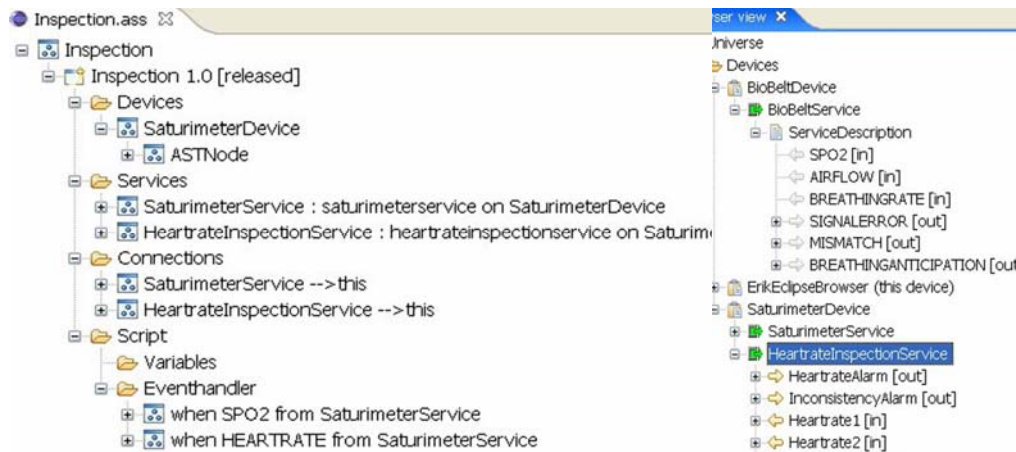 Inspection.ass
Inspection
Inspection 1.0 [released]
Devices
SaturimeterDevice
ASTNode
Services
SaturimeterService : saturimeterservice on SaturimeterDevice
HeartrateInspectionService : heartrateinspectionservice on Saturim
Connections
SaturimeterService -->this
HeartrateInspectionService -->this
Script
Variables
Eventhandler
when SPO2 from SaturimeterService
when HEARTRATE from SaturimeterService
ser view
Universe
Devices
BioBeltDevice
BioBeltService
ServiceDescription
SPO2 [in]
AIRFLOW [in]
BREATHINGRATE [in]
SIGNALERROR [out]
MISMATCH [out]
BREATHINGANTICIPATION [out
ErikEclipseBrowser (this device)
SaturimeterDevice
SaturimeterService
HeartrateInspectionService
HeartrateAlarm [out]
InconsistencyAlarm [out]
Heartrate1 [in]
Heartrate2 [in]